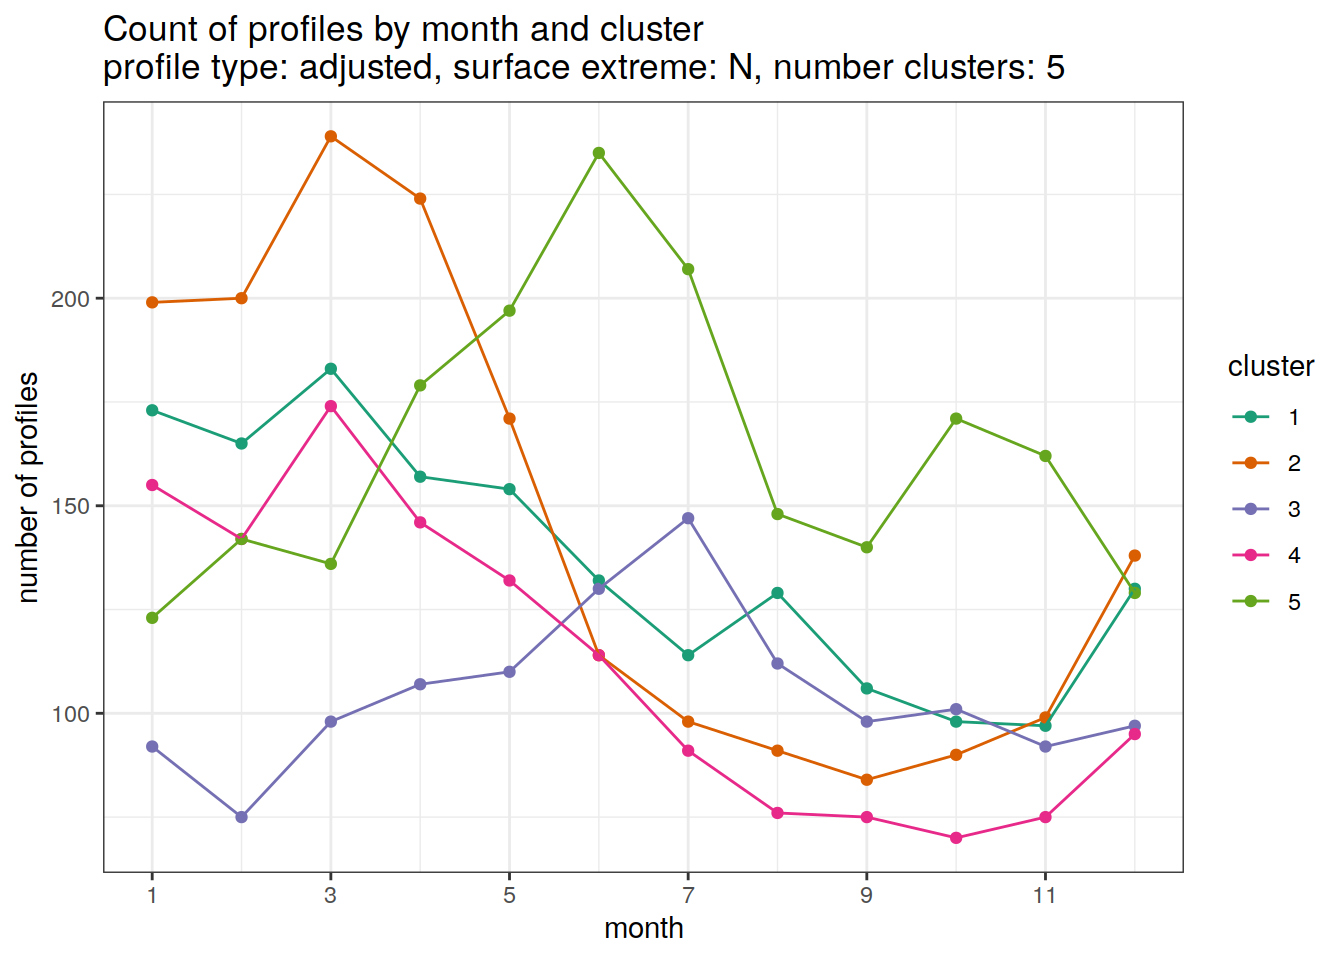 Count of profiles by month and cluster
profile type: adjusted, surface extreme: N, number clusters: 5
number of profiles
200
150
100
1 3 5 7 9 11
month
cluster
1
2
3
4
5